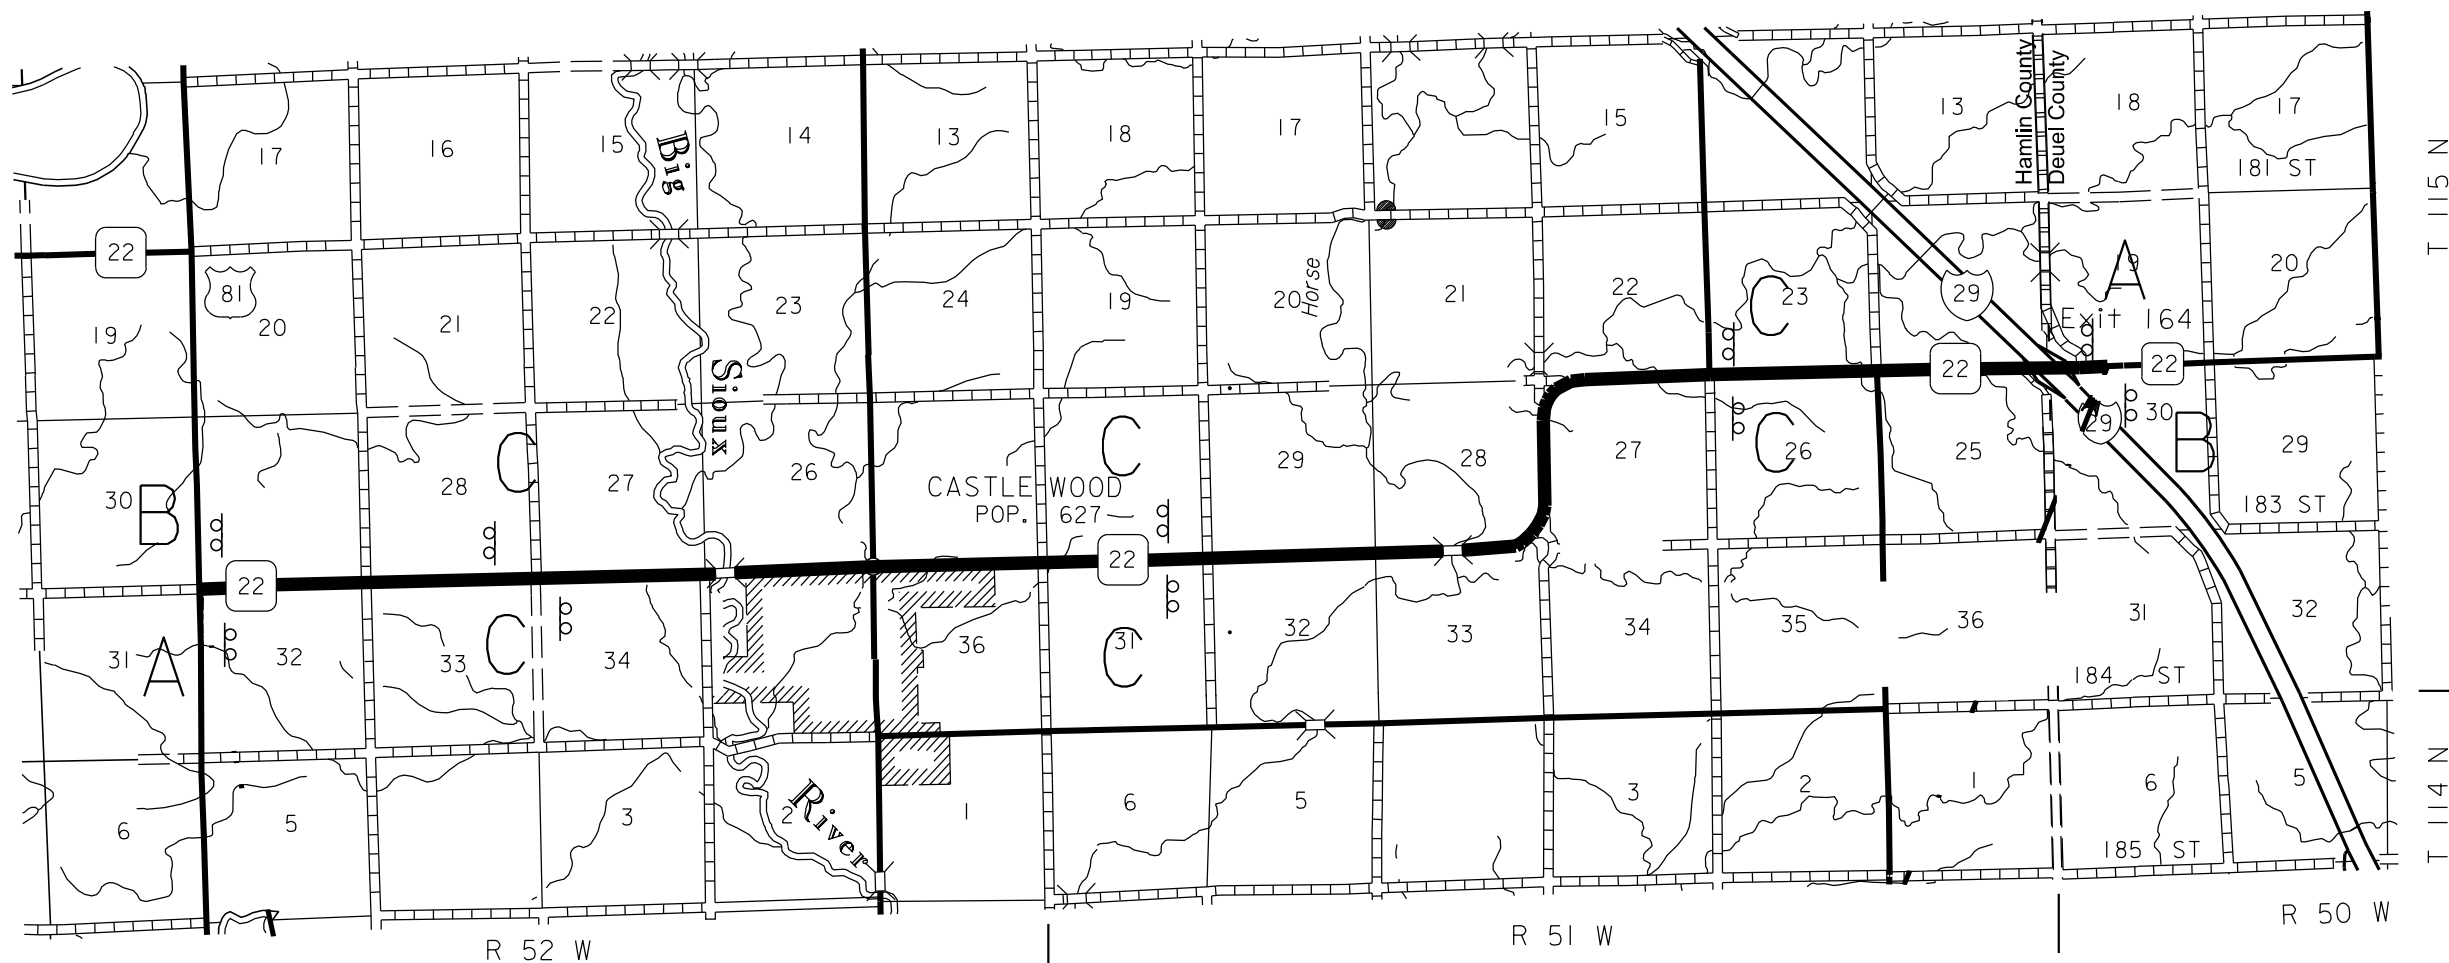 17
16
15
14
13
18
17
15
13
18
17
Hamlin County
Deuel County
181 ST
T 115 N
Big
22
81
19
20
21
22
23
24
19
20
Horse
21
22
C
23
29
A
19
20
Exit 164
22
22
Sioux
30
B
28
C
27
26
CASTLEWOOD
POP. 627
C
29
28
27
C
26
25
29
30
B
29
183 ST
22
22
31
A
32
33
C
34
36
31
C
32
33
34
35
36
31
32
184 ST
6
5
3
2
River
1
6
5
3
2
1
6
5
185 ST
T 114 N
R 52 W
R 51 W
R 50 W